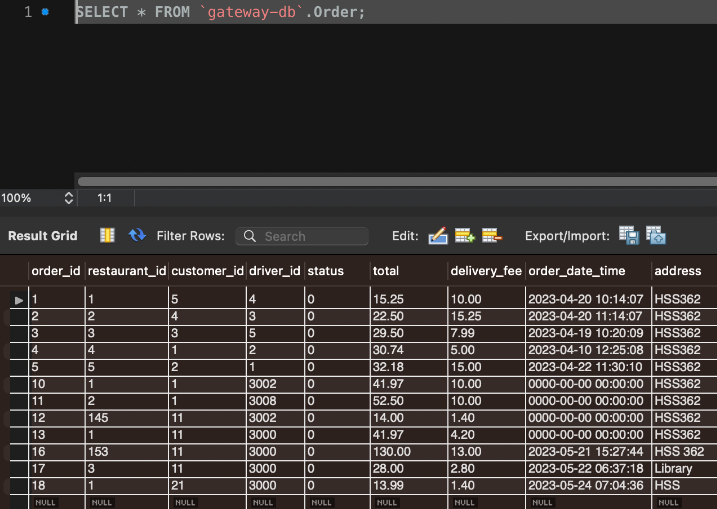 1 SELECT * FROM `gateway-db`.Order;
100% 1:1
Result Grid Filter Rows: Search Edit: Export/Import:
order_id restaurant_id customer_id driver_id status total delivery_fee order_date_time address
1 1 5 4 0 15.25 10.00 2023-04-20 10:14:07 HSS362
2 2 4 3 0 22.50 15.25 2023-04-20 11:14:07 HSS362
3 3 3 5 0 29.50 7.99 2023-04-19 10:20:09 HSS362
4 4 1 2 0 30.74 5.00 2023-04-10 12:25:08 HSS362
5 5 2 1 0 32.18 15.00 2023-04-22 11:30:10 HSS362
10 1 1 3002 0 41.97 10.00 0000-00-00 00:00:00 HSS362
11 2 1 3008 0 52.50 10.00 0000-00-00 00:00:00 HSS362
12 145 11 3002 0 14.00 1.40 0000-00-00 00:00:00 HSS362
13 1 11 3000 0 41.97 4.20 0000-00-00 00:00:00 HSS362
16 153 11 3000 0 130.00 13.00 2023-05-21 15:27:44 HSS 362
17 3 11 3000 0 28.00 2.80 2023-05-22 06:37:18 Library
18 1 21 3000 0 13.99 1.40 2023-05-24 07:04:36 HSS
NULL NULL NULL NULL NULL NULL NULL NULL NULL